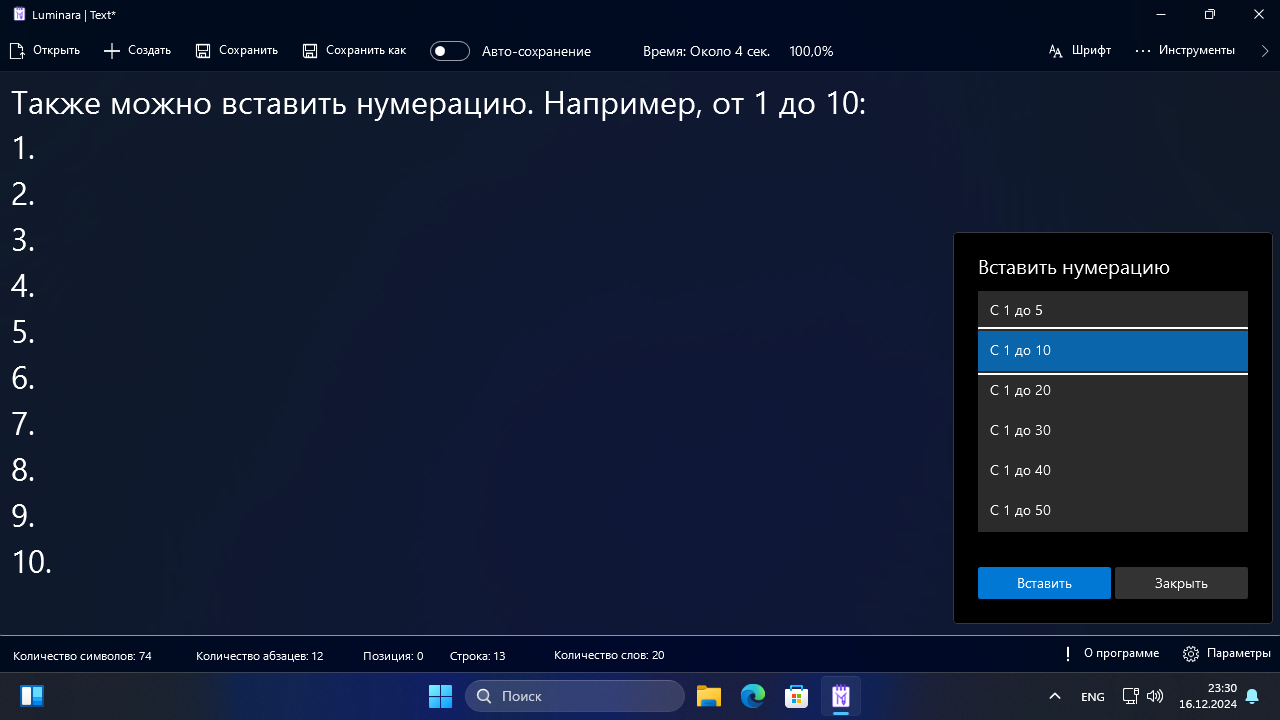 Luminara | Text*
Открыть
Создать
Сохранить
Сохранить как
Авто-сохранение
Время: Около 4 сек.
100,0%
Шрифт
Инструменты
Также можно вставить нумерацию. Например, от 1 до 10:
1.
2.
3.
4.
5.
6.
7.
8.
9.
10.
Вставить нумерацию
С 1 до 5
С 1 до 10
С 1 до 20
С 1 до 30
С 1 до 40
С 1 до 50
Вставить
Закрыть
Количество символов: 74
Количество абзацев: 12
Позиция: 0
Строка: 13
Количество слов: 20
О программе
Параметры
Поиск
ENG
23:30
16.12.2024